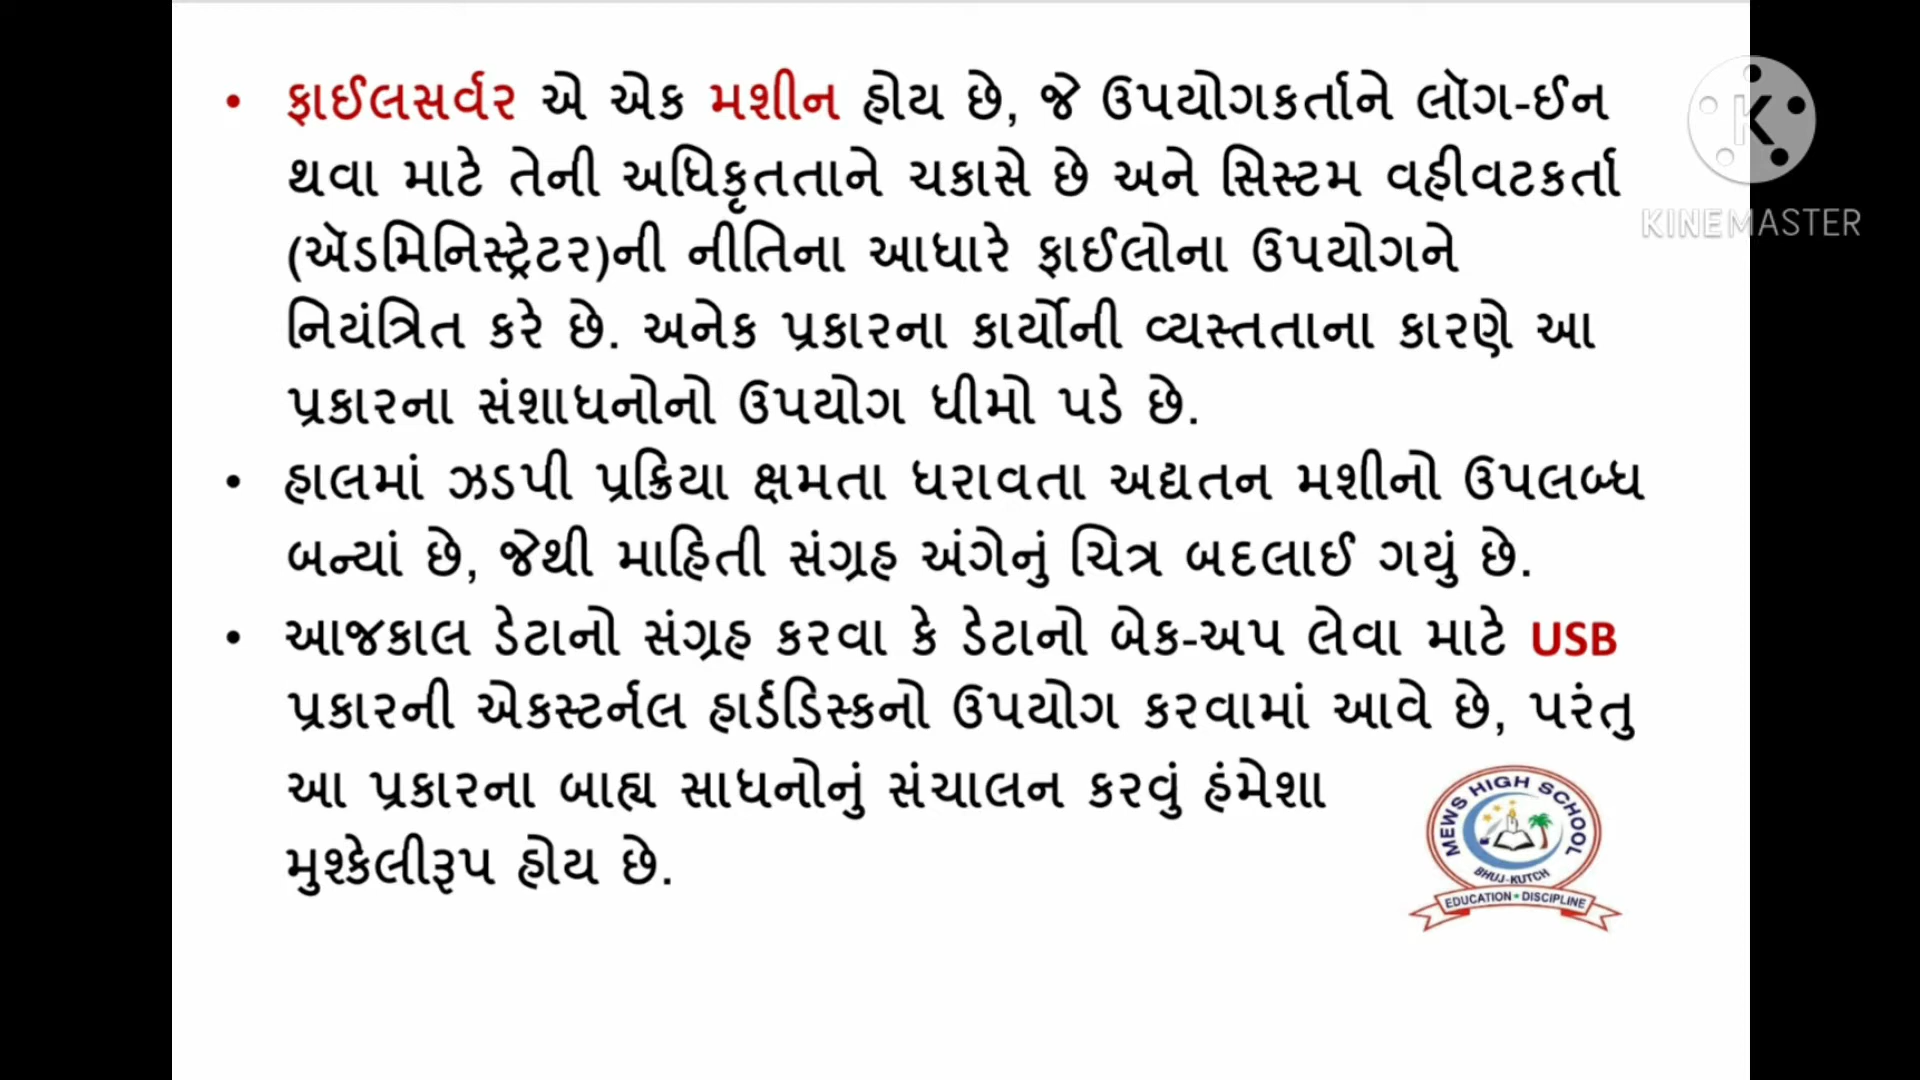 • ફાઈલસર્વર એ એક મશીન હોય છે, જે ઉપયોગકર્તાને લૉગ-ઈન
થવા માટે તેની અધિકૃતતાને ચકાસે છે અને સિસ્ટમ વહીવટકર્તા
(ઍડમિનિસ્ટ્રેટર)ની નીતિના આધારે ફાઈલોના ઉપયોગને
નિયંત્રિત કરે છે. અનેક પ્રકારના કાર્યોની વ્યસ્તતાના કારણે આ
પ્રકારના સંશાધનોનો ઉપયોગ ધીમો પડે છે.
• હાલમાં ઝડપી પ્રક્રિયા ક્ષમતા ધરાવતા અદ્યતન મશીનો ઉપલબ્ધ
બન્યાં છે, જેથી માહિતી સંગ્રહ અંગેનું ચિત્ર બદલાઈ ગયું છે.
• આજકાલ ડેટાનો સંગ્રહ કરવા કે ડેટાનો બેક-અપ લેવા માટે USB
પ્રકારની એકસ્ટર્નલ હાર્ડડિસ્કનો ઉપયોગ કરવામાં આવે છે, પરંતુ
આ પ્રકારના બાહ્ય સાધનોનું સંચાલન કરવું હંમેશા
મુશ્કેલીરૂપ હોય છે.
K
KINEMASTER
MEWS HIGH SCHOOL
BHUJ-KUTCH
EDUCATION • DISCIPLINE